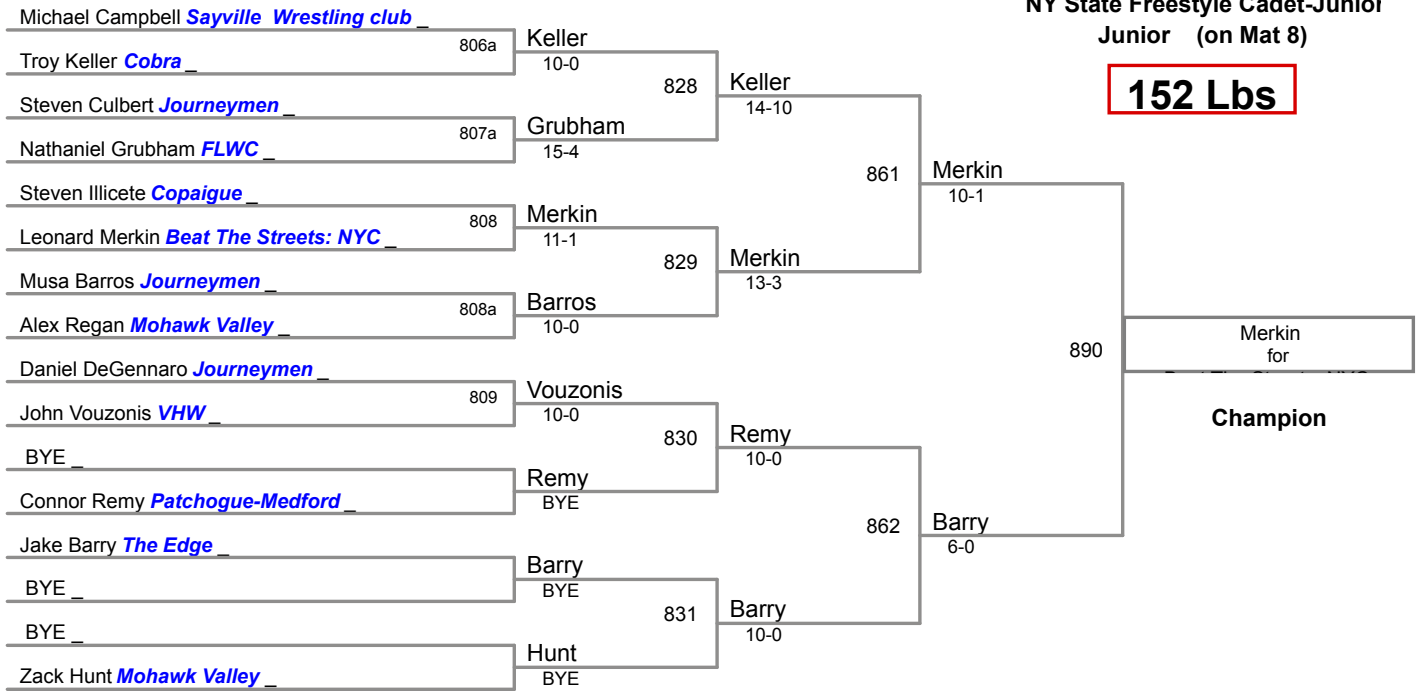 NY State Freestyle Cadet-Junior
Junior (on Mat 8)
152 Lbs
Michael Campbell Sayville Wrestling club _
806a
Keller
10-0
Troy Keller Cobra _
828
Keller
14-10
Steven Culbert Journeymen _
807a
Grubham
15-4
Nathaniel Grubham FLWC _
861
Merkin
10-1
Steven Illicete Copaigue _
808
Merkin
11-1
Leonard Merkin Beat The Streets: NYC _
829
Merkin
13-3
Musa Barros Journeymen _
808a
Barros
10-0
Alex Regan Mohawk Valley _
890
Merkin
for
Champion
Daniel DeGennaro Journeymen _
809
Vouzonis
10-0
John Vouzonis VHW _
830
Remy
10-0
BYE _
Remy
BYE
Connor Remy Patchogue-Medford _
862
Barry
6-0
Jake Barry The Edge _
Barry
BYE
BYE _
831
Barry
10-0
BYE _
Hunt
BYE
Zack Hunt Mohawk Valley _